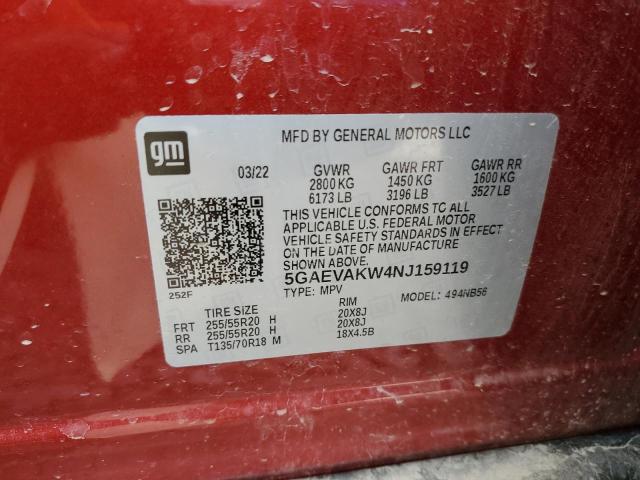 gm
MFD BY GENERAL MOTORS LLC
03/22 GVWR GAWR FRT GAWR RR
2800 KG 1450 KG 1600 KG
6173 LB 3196 LB 3527 LB
THIS VEHICLE CONFORMS TO ALL
APPLICABLE U.S. FEDERAL MOTOR
VEHICLE SAFETY STANDARDS IN EFFECT
ON THE DATE OF MANUFACTURE
SHOWN ABOVE.
5GAEVAKW4NJ159119
252F
TYPE: MPV MODEL: 494NB56
TIRE SIZE RIM
FRT 255/55R20 H 20X8J
RR 255/55R20 H 20X8J
SPA T135/70R18 M 18X4.5B